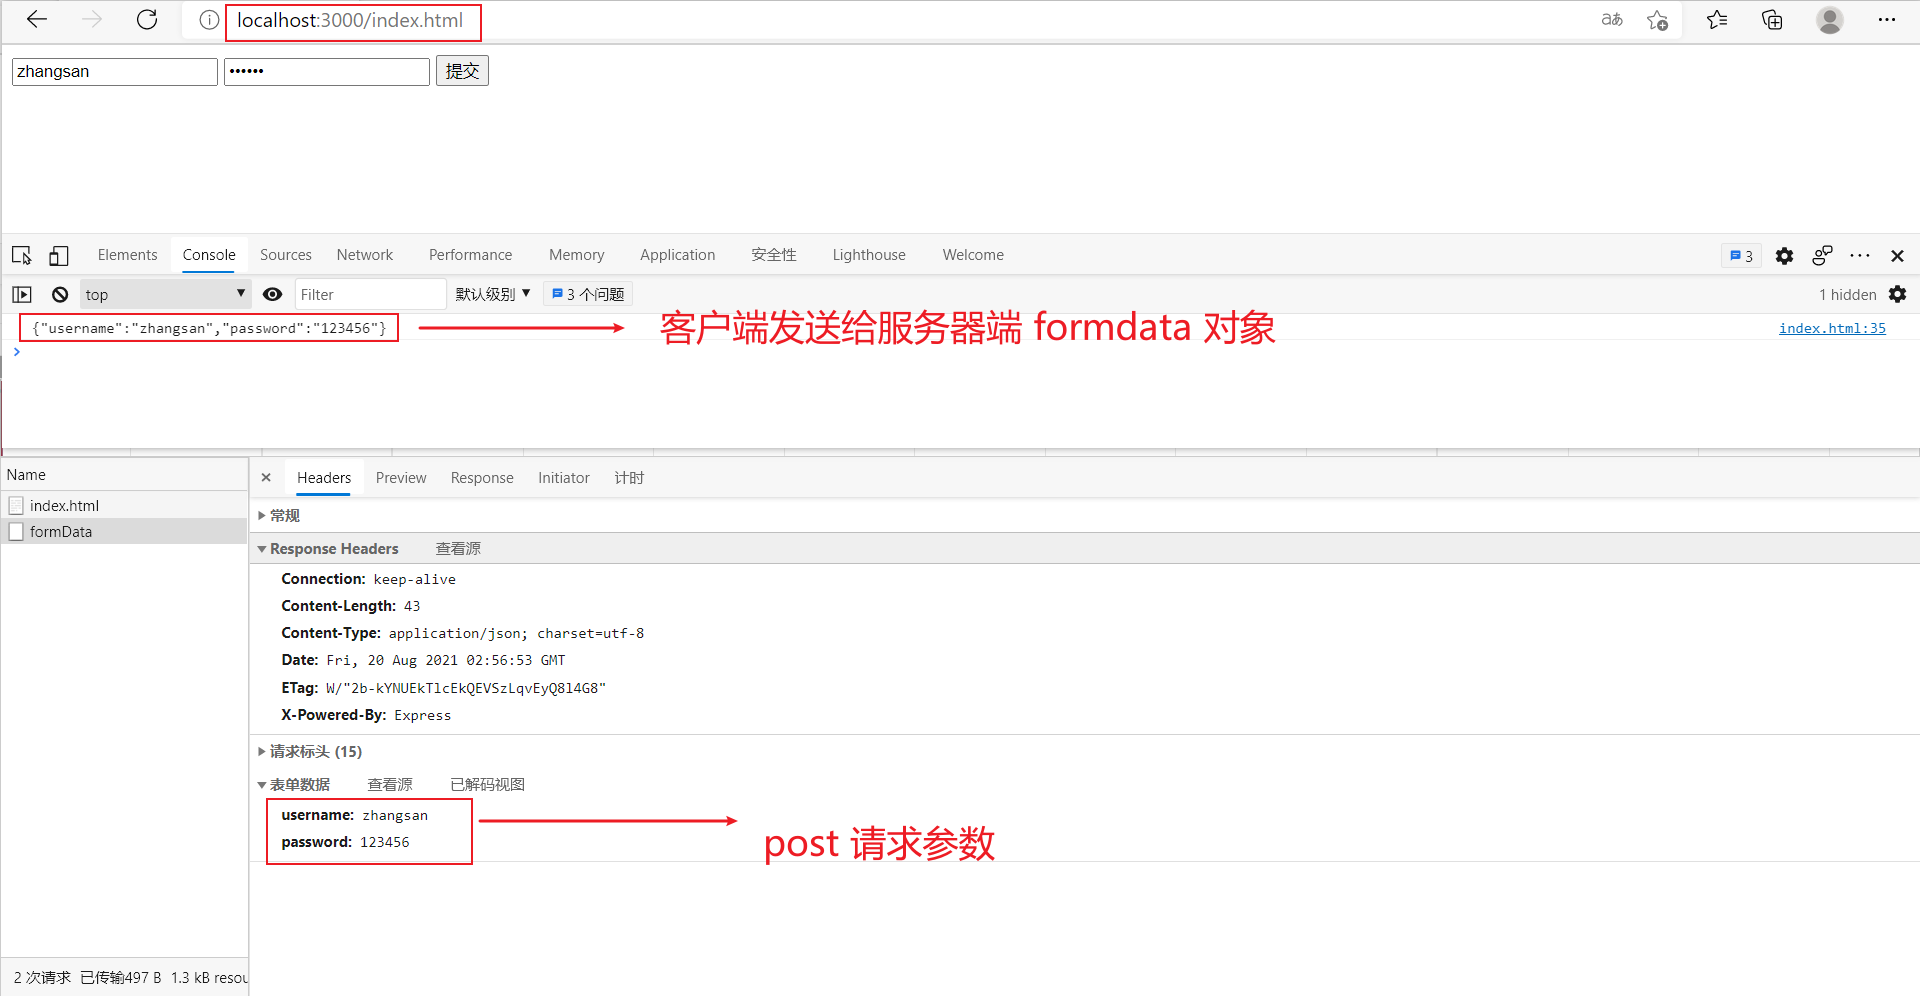 localhost:3000/index.html
aあ
zhangsan •••••• 提交
Elements Console Sources Network Performance Memory Application 安全性 Lighthouse Welcome 3
top Filter 默认级别 3 个问题 1 hidden
{"username":"zhangsan","password":"123456"} 客户端发送给服务器端 formdata 对象 index.html:35
Name
index.html
formData
Headers Preview Response Initiator 计时
常规
Response Headers 查看源
Connection: keep-alive
Content-Length: 43
Content-Type: application/json; charset=utf-8
Date: Fri, 20 Aug 2021 02:56:53 GMT
ETag: W/"2b-kYNUEkTlcEkQEVSzLqvEyQ8l4G8"
X-Powered-By: Express
请求标头 (15)
表单数据 查看源 已解码视图
username: zhangsan
password: 123456
post 请求参数
2 次请求 已传输497 B 1.3 kB resou